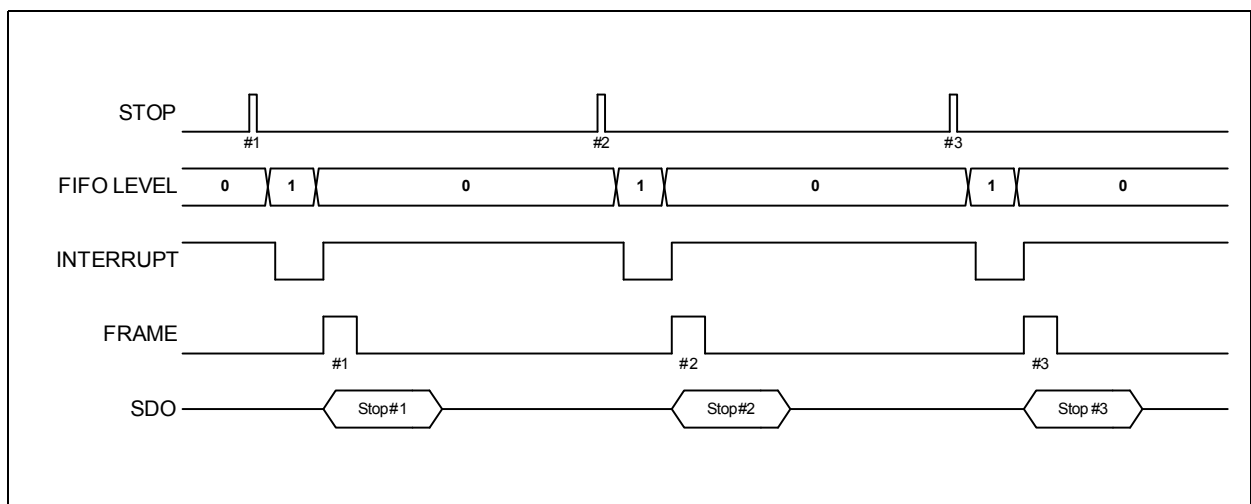 STOP
#1 #2 #3
FIFO LEVEL 0 1 0 1 0 1 0
INTERRUPT
FRAME
#1 #2 #3
SDO Stop#1 Stop#2 Stop #3